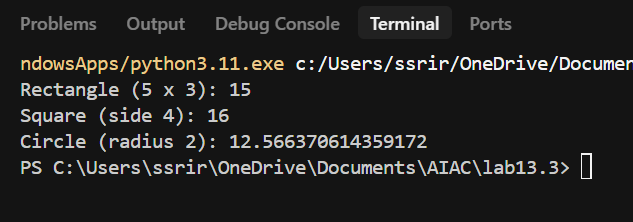 Problems Output Debug Console Terminal Ports
ndowsApps/python3.11.exe c:/Users/ssrir/OneDrive/Documen
Rectangle (5 x 3): 15
Square (side 4): 16
Circle (radius 2): 12.566370614359172
PS C:\Users\ssrir\OneDrive\Documents\AIAC\lab13.3>